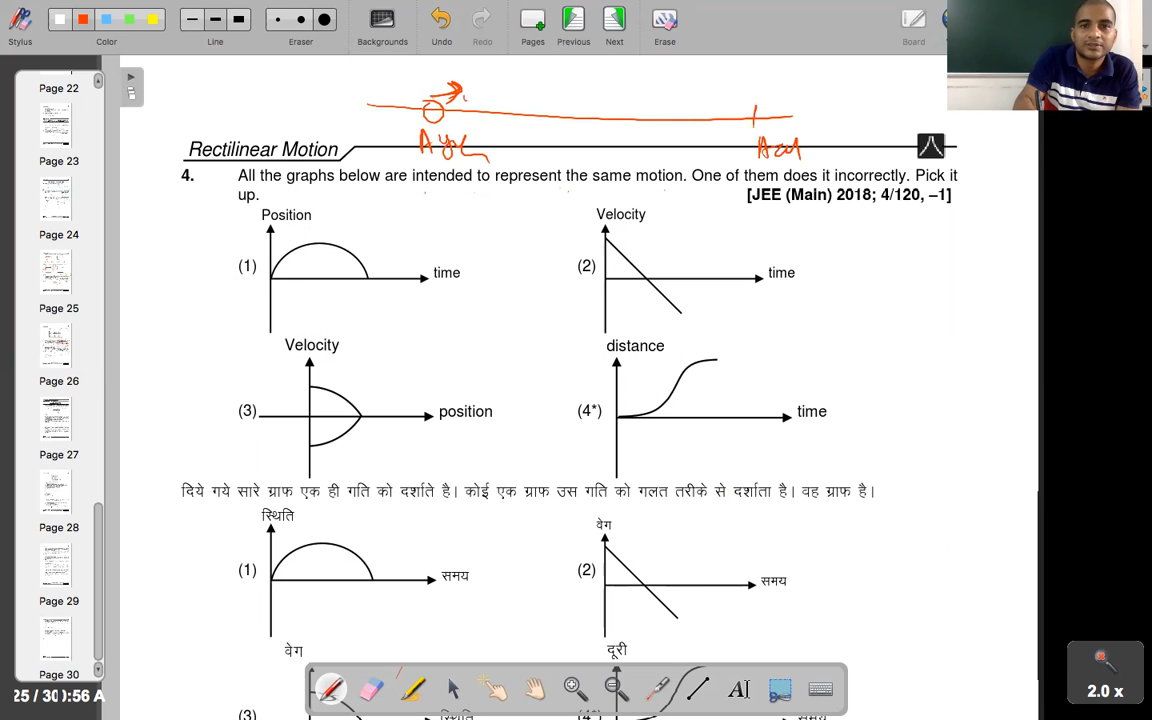 Stylus
Color
Line
Eraser
Backgrounds
Undo
Redo
Pages
Previous
Next
Erase
Board
Page 22
Page 23
Page 24
Page 25
Page 26
Page 27
Page 28
Page 29
Page 30
Rectilinear Motion
4. All the graphs below are intended to represent the same motion. One of them does it incorrectly. Pick it
up. [JEE (Main) 2018; 4/120, –1]
Position
Velocity
(1) time
(2) time
Velocity
distance
(3) position
(4*) time
दिये गये सारे ग्राफ एक ही गति को दर्शाते है। कोई एक ग्राफ उस गति को गलत तरीके से दर्शाता है। वह ग्राफ है।
स्थिति
वेग
(1) समय
(2) समय
वेग
दूरी
25 / 30
2.0 x